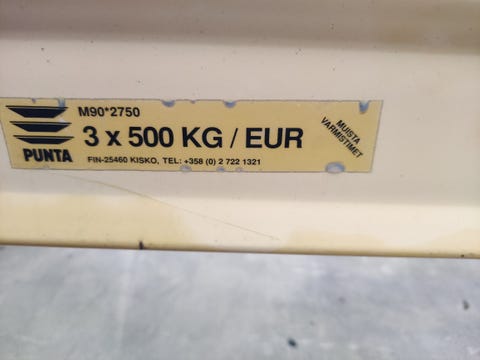 M90*2750
3 x 500 KG / EUR
PUNTA
FIN-25460 KISKO, TEL: +358 (0) 2 722 1321
MUISTA
VARMISTIMET